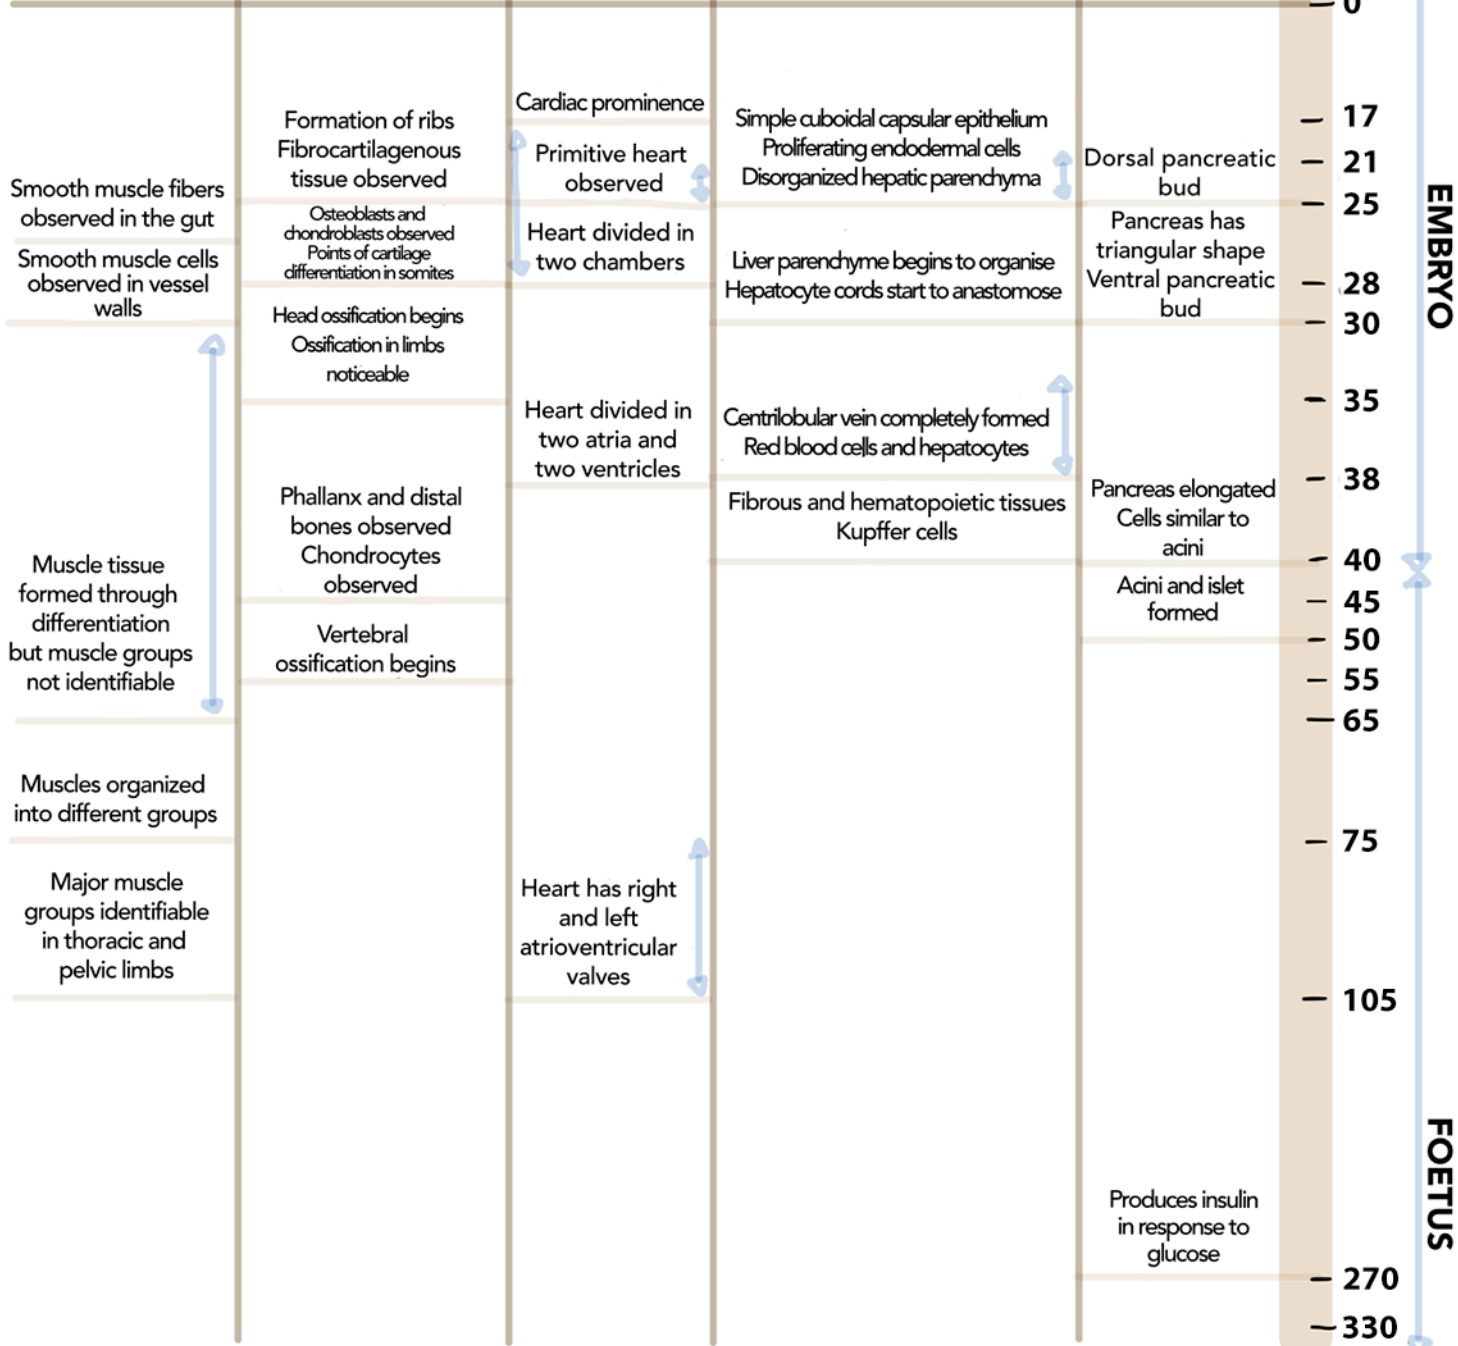 Smooth muscle fibers
observed in the gut
Smooth muscle cells
observed in vessel
walls
Muscle tissue
formed through
differentiation
but muscle groups
not identifiable
Muscles organized
into different groups
Major muscle
groups identifiable
in thoracic and
pelvic limbs
Formation of ribs
Fibrocartilagenous
tissue observed
Osteoblasts and
chondroblasts observed
Points of cartilage
differentiation in somites
Head ossification begins
Ossification in limbs
noticeable
Phallanx and distal
bones observed
Chondrocytes
observed
Vertebral
ossification begins
Cardiac prominence
Primitive heart
observed
Heart divided in
two chambers
Heart divided in
two atria and
two ventricles
Heart has right
and left
atrioventricular
valves
Simple cuboidal capsular epithelium
Proliferating endodermal cells
Disorganized hepatic parenchyma
Liver parenchyme begins to organise
Hepatocyte cords start to anastomose
Centrilobular vein completely formed
Red blood cells and hepatocytes
Fibrous and hematopoietic tissues
Kupffer cells
Dorsal pancreatic
bud
Pancreas has
triangular shape
Ventral pancreatic
bud
Pancreas elongated
Cells similar to
acini
Acini and islet
formed
Produces insulin
in response to
glucose
0
17
21
25
28
30
35
38
40
45
50
55
65
75
105
270
330
EMBRYO
FOETUS